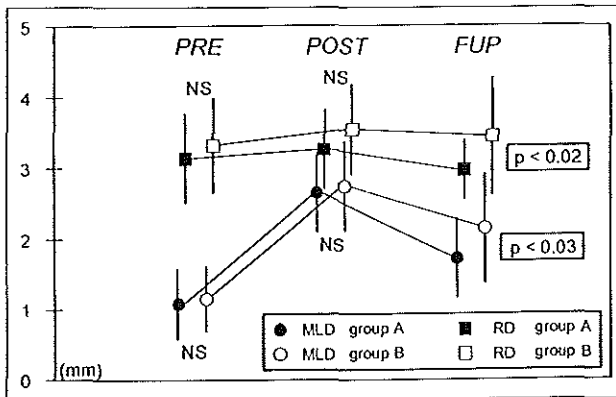 5
PRE POST FUP
NS NS
4
p < 0.02
3
NS
p < 0.03
2
1
● MLD group A ■ RD group A
NS
○ MLD group B □ RD group B
0 (mm)